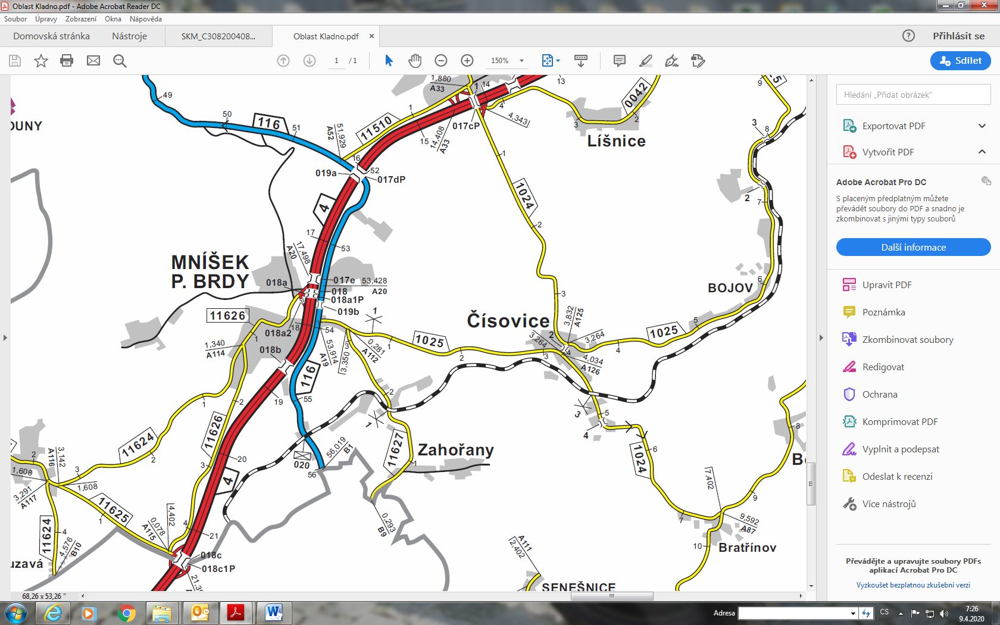 Oblast Kladno.pdf - Adobe Acrobat Reader DC
Soubor Úpravy Zobrazení Okna Nápověda
Domovská stránka Nástroje SKM_C308200408... Oblast Kladno.pdf × Přihlásit se
1 / 1 150% Sdílet
1,880
A33
1
14
13
15
9
0042
49
50
116
51
A52
51,929
11510
1
15
14,408
A33
017cP
4
4,343
3
2
Líšnice
OUNY
3
8
16
52
019a
017dP
1
4
1024
2
7
2
17
17,498
A20
53
MNÍŠEK
P. BRDY
018a
017e
53,428
018
A20
018a1P
019b
1
3
6
BOJOV
11626
018a2
18
54
Čísovice
3,832
A125
2
3,264
3,264
5
1025
1025
1
1,340
A114
018b
53,914
A19
3
3,350
0,281
A112
1
2
3
4
4,034
A126
4
116
55
19
2
2
1
1
3
5
4
8
11626
11624
2
1
Zahořany
11627
1
6
1024
Bo
2
A116
3,142
3
1,608
1,608
3,291
A117
20
3
4
56,019
B1
020
56
7,402
9
11625
1
4,402
0,078
A115
4
21
0,293
B9
7
9,592
A87
11624
4
4,576
B10
018c
018c1P
A111
2,402
10
Bratřínov
uzavá
21,39
SENEŠNICE
68,26 x 53,26 "
Hledání „Přidat obrázek“
Exportovat PDF
Vytvořit PDF
Adobe Acrobat Pro DC
S placeným předplatným můžete
převádět soubory do PDF a snadno je
zkombinovat s jinými typy souborů
Další informace
Upravit PDF
Poznámka
Zkombinovat soubory
Redigovat
Ochrana
Komprimovat PDF
Vyplnit a podepsat
Odeslat k recenzi
Více nástrojů
Převádějte a upravujte soubory PDFs
aplikací Acrobat Pro DC
Vyzkoušet bezplatnou zkušební verzi
Adresa CS 7:26
9.4.2020